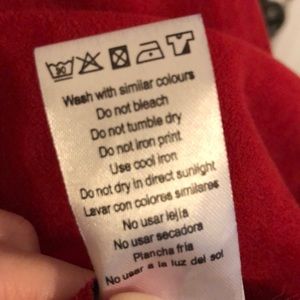 Wash with similar colours
Do not bleach
Do not tumble dry
Do not iron print
Use cool iron
Do not dry in direct sunlight
Lavar con colores similares
No usar lejía
No usar secadora
Plancha fria
No usar a la luz del sol